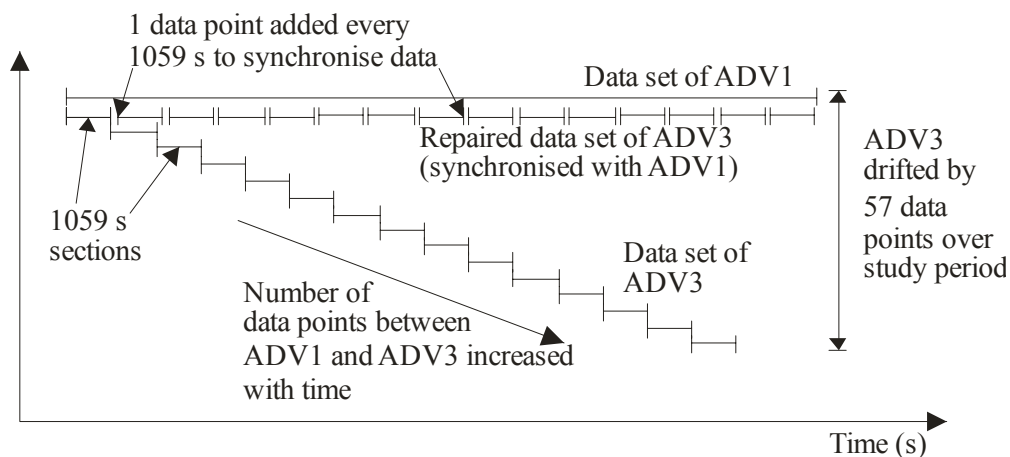 1 data point added every
1059 s to synchronise data
Data set of ADV1
Repaired data set of ADV3
(synchronised with ADV1)
ADV3
drifted by
57 data
points over
study period
1059 s
sections
Data set of
ADV3
Number of
data points between
ADV1 and ADV3 increased
with time
Time (s)